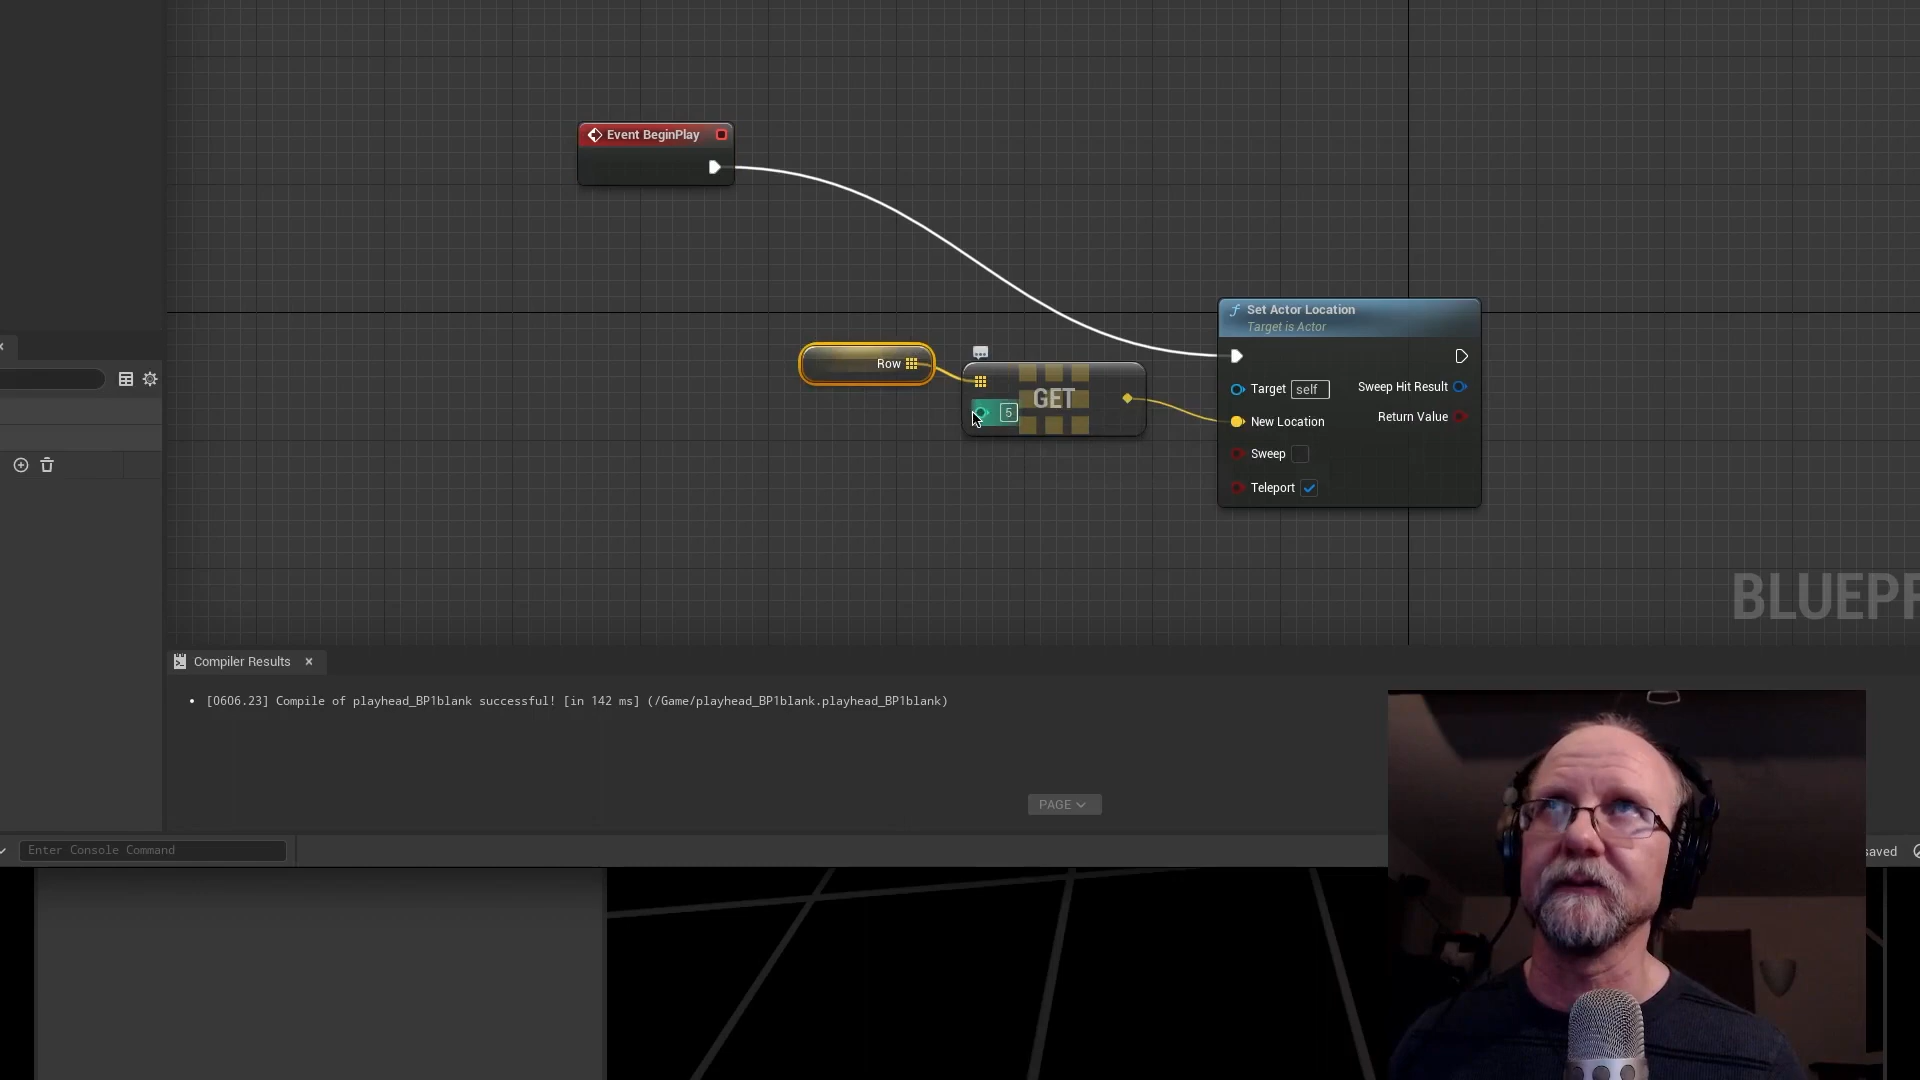 Event BeginPlay
Set Actor Location
Target is Actor
Row
GET
5
Target self
Sweep Hit Result
New Location
Return Value
Sweep
Teleport
Compiler Results
[0606.23] Compile of playhead_BP1blank successful! [in 142 ms] (/Game/playhead_BP1blank.playhead_BP1blank)
PAGE
Enter Console Command